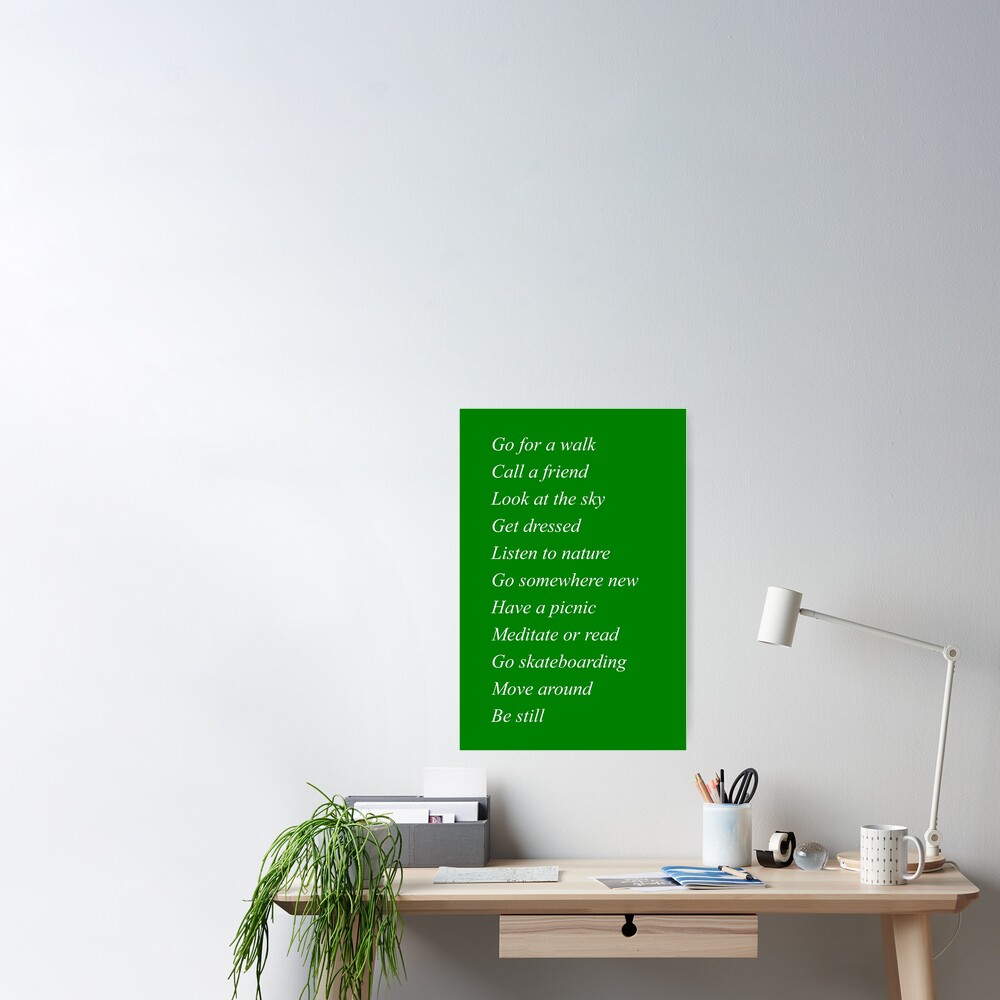 Go for a walk
Call a friend
Look at the sky
Get dressed
Listen to nature
Go somewhere new
Have a picnic
Meditate or read
Go skateboarding
Move around
Be still